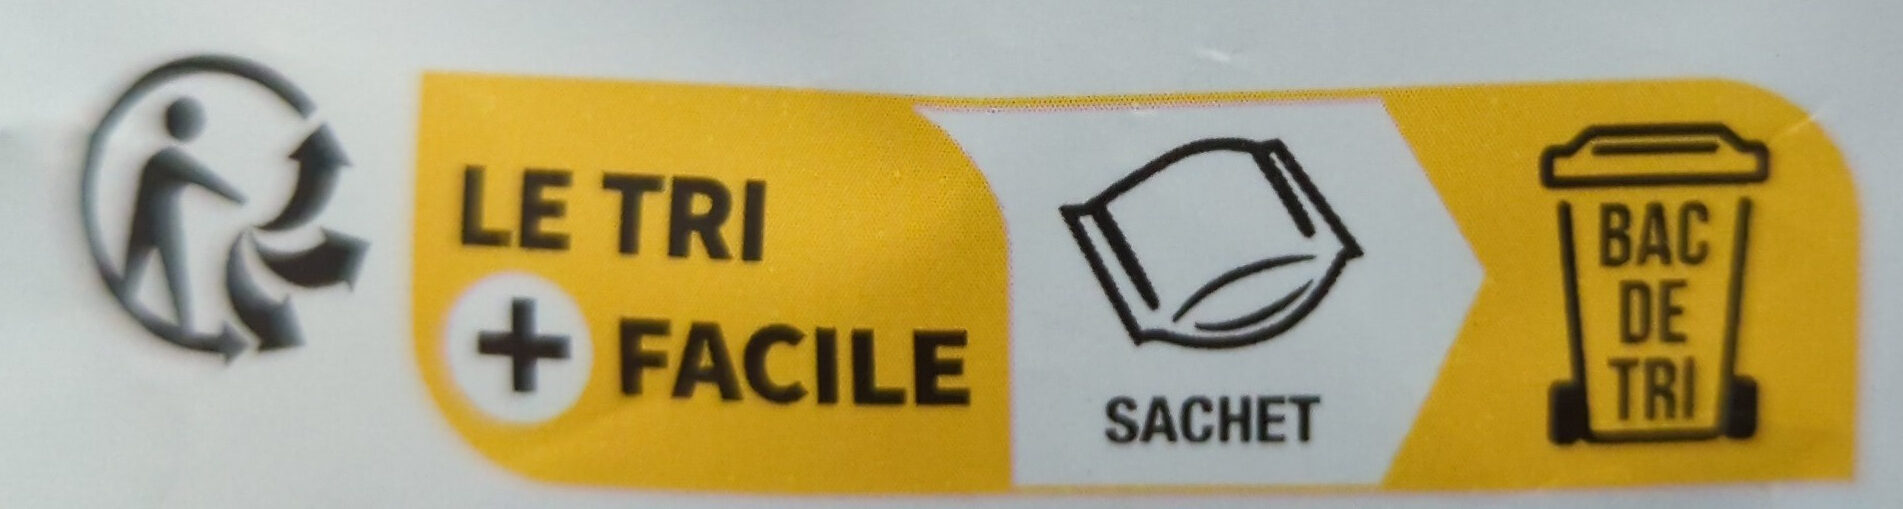 LE TRI
+ FACILE
SACHET
BAC
DE
TRI